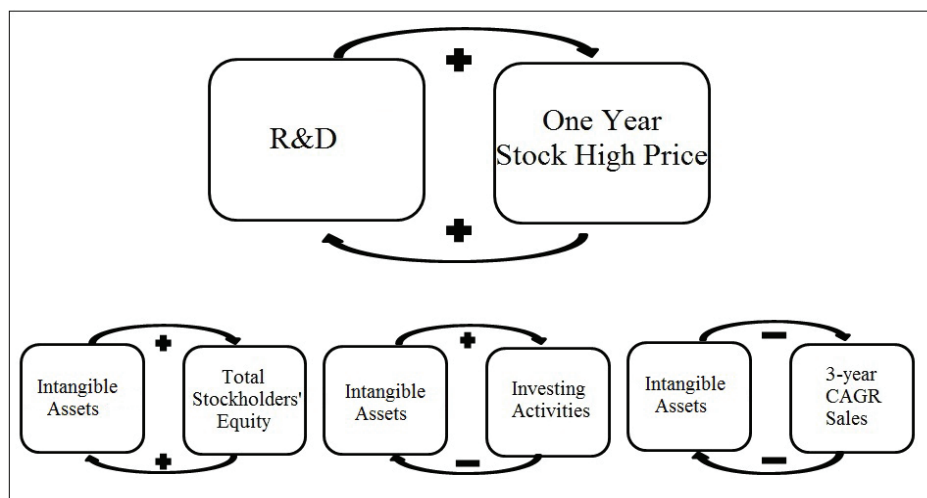 R&D
One Year
Stock High Price
+
+
Intangible
Assets
+
+
Total
Stockholders'
Equity
Intangible
Assets
+
−
Investing
Activities
Intangible
Assets
−
−
3-year
CAGR
Sales